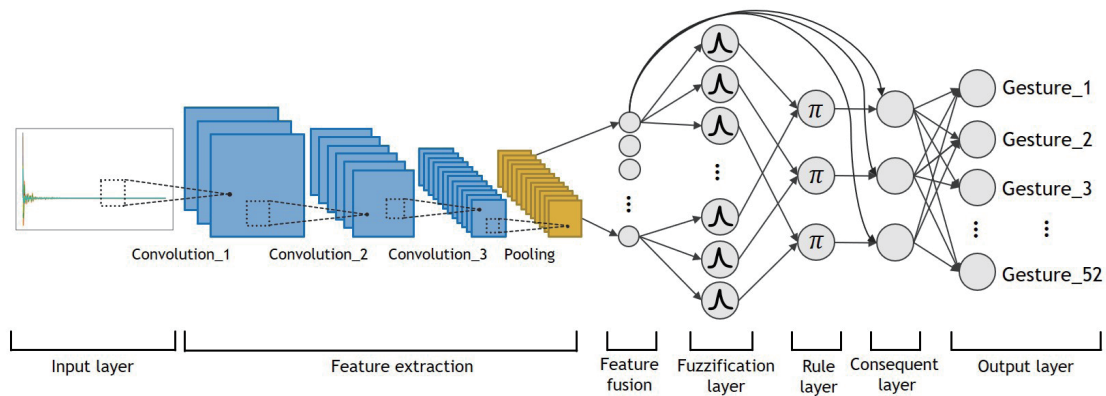 Convolution_1
Convolution_2
Convolution_3
Pooling
π
π
π
Gesture_1
Gesture_2
Gesture_3
Gesture_52
Input layer
Feature extraction
Feature
fusion
Fuzzification
layer
Rule
layer
Consequent
layer
Output layer